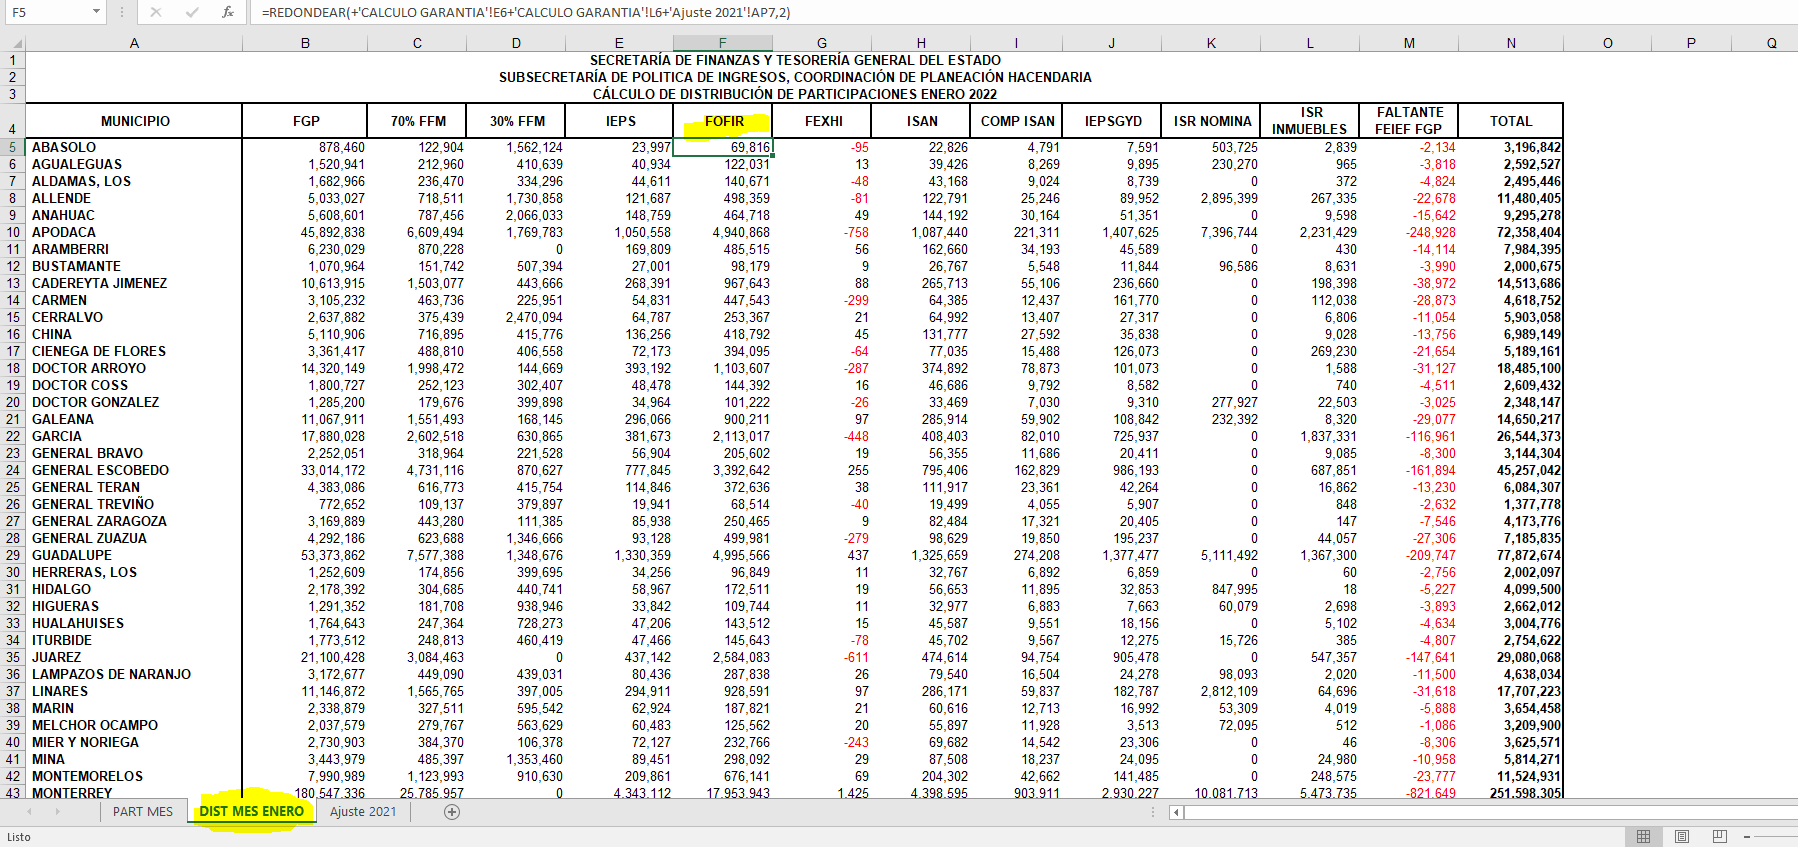 F5 fx =REDONDEAR(+'CALCULO GARANTIA'!E6+'CALCULO GARANTIA'!L6+'Ajuste 2021'!AP7,2)
A B C D E F G H I J K L M N O P Q
1 SECRETARÍA DE FINANZAS Y TESORERÍA GENERAL DEL ESTADO
2 SUBSECRETARÍA DE POLITICA DE INGRESOS, COORDINACIÓN DE PLANEACIÓN HACENDARIA
3 CÁLCULO DE DISTRIBUCIÓN DE PARTICIPACIONES ENERO 2022
4 MUNICIPIO FGP 70% FFM 30% FFM IEPS FOFIR FEXHI ISAN COMP ISAN IEPSGYD ISR NOMINA ISR INMUEBLES FALTANTE FEIEF FGP TOTAL
5 ABASOLO 878,460 122,904 1,562,124 23,997 69,816 -95 22,826 4,791 7,591 503,725 2,839 -2,134 3,196,842
6 AGUALEGUAS 1,520,941 212,960 410,639 40,934 122,031 13 39,426 8,269 9,895 230,270 965 -3,818 2,592,527
7 ALDAMAS, LOS 1,682,966 236,470 334,296 44,611 140,671 -48 43,168 9,024 8,739 0 372 -4,824 2,495,446
8 ALLENDE 5,033,027 718,511 1,730,858 121,687 498,359 -81 122,791 25,246 89,952 2,895,399 267,335 -22,678 11,480,405
9 ANAHUAC 5,608,601 787,456 2,066,033 148,759 464,718 49 144,192 30,164 51,351 0 9,598 -15,642 9,295,278
10 APODACA 45,892,838 6,609,494 1,769,783 1,050,558 4,940,868 -758 1,087,440 221,311 1,407,625 7,396,744 2,231,429 -248,928 72,358,404
11 ARAMBERRI 6,230,029 870,228 0 169,809 485,515 56 162,660 34,193 45,589 0 430 -14,114 7,984,395
12 BUSTAMANTE 1,070,964 151,742 507,394 27,001 98,179 9 26,767 5,548 11,844 96,586 8,631 -3,990 2,000,675
13 CADEREYTA JIMENEZ 10,613,915 1,503,077 443,666 268,391 967,643 88 265,713 55,106 236,660 0 198,398 -38,972 14,513,686
14 CARMEN 3,105,232 463,736 225,951 54,831 447,543 -299 64,385 12,437 161,770 0 112,038 -28,873 4,618,752
15 CERRALVO 2,637,882 375,439 2,470,094 64,787 253,367 21 64,992 13,407 27,317 0 6,806 -11,054 5,903,058
16 CHINA 5,110,906 716,895 415,776 136,256 418,792 45 131,777 27,592 35,838 0 9,028 -13,756 6,989,149
17 CIENEGA DE FLORES 3,361,417 488,810 406,558 72,173 394,095 -64 77,035 15,488 126,073 0 269,230 -21,654 5,189,161
18 DOCTOR ARROYO 14,320,149 1,998,472 144,669 393,192 1,103,607 -287 374,892 78,873 101,073 0 1,588 -31,127 18,485,100
19 DOCTOR COSS 1,800,727 252,123 302,407 48,478 144,392 16 46,686 9,792 8,582 0 740 -4,511 2,609,432
20 DOCTOR GONZALEZ 1,285,200 179,676 399,898 34,964 101,222 -26 33,469 7,030 9,310 277,927 22,503 -3,025 2,348,147
21 GALEANA 11,067,911 1,551,493 168,145 296,066 900,211 97 285,914 59,902 108,842 232,392 8,320 -29,077 14,650,217
22 GARCIA 17,880,028 2,602,518 630,865 381,673 2,113,017 -448 408,403 82,010 725,937 0 1,837,331 -116,961 26,544,373
23 GENERAL BRAVO 2,252,051 318,964 221,528 56,904 205,602 19 56,355 11,686 20,411 0 9,085 -8,300 3,144,304
24 GENERAL ESCOBEDO 33,014,172 4,731,116 870,627 777,845 3,392,642 255 795,406 162,829 986,193 0 687,851 -161,894 45,257,042
25 GENERAL TERAN 4,383,086 616,773 415,754 114,846 372,636 38 111,917 23,361 42,264 0 16,862 -13,230 6,084,307
26 GENERAL TREVIÑO 772,652 109,137 379,897 19,941 68,514 -40 19,499 4,055 5,907 0 848 -2,632 1,377,778
27 GENERAL ZARAGOZA 3,169,889 443,280 111,385 85,938 250,465 9 82,484 17,321 20,405 0 147 -7,546 4,173,776
28 GENERAL ZUAZUA 4,292,186 623,688 1,346,666 93,128 499,981 -279 98,629 19,850 195,237 0 44,057 -27,306 7,185,835
29 GUADALUPE 53,373,862 7,577,388 1,348,676 1,330,359 4,995,566 437 1,325,659 274,208 1,377,477 5,111,492 1,367,300 -209,747 77,872,674
30 HERRERAS, LOS 1,252,609 174,856 399,695 34,256 96,849 11 32,767 6,892 6,859 0 60 -2,756 2,002,097
31 HIDALGO 2,178,392 304,685 440,741 58,967 172,511 19 56,653 11,895 32,853 847,995 18 -5,227 4,099,500
32 HIGUERAS 1,291,352 181,708 938,946 33,842 109,744 11 32,977 6,883 7,663 60,079 2,698 -3,893 2,662,012
33 HUALAHUISES 1,764,643 247,364 728,273 47,206 143,512 15 45,587 9,551 18,156 0 5,102 -4,634 3,004,776
34 ITURBIDE 1,773,512 248,813 460,419 47,466 145,643 -78 45,702 9,567 12,275 15,726 385 -4,807 2,754,622
35 JUAREZ 21,100,428 3,084,463 0 437,142 2,584,083 -611 474,614 94,754 905,478 0 547,357 -147,641 29,080,068
36 LAMPAZOS DE NARANJO 3,172,677 449,090 439,031 80,436 287,838 26 79,540 16,504 24,278 98,093 2,020 -11,500 4,638,034
37 LINARES 11,146,872 1,565,765 397,005 294,911 928,591 97 286,171 59,837 182,787 2,812,109 64,696 -31,618 17,707,223
38 MARIN 2,338,879 327,511 595,542 62,924 187,821 21 60,616 12,713 16,992 53,309 4,019 -5,888 3,654,458
39 MELCHOR OCAMPO 2,037,579 279,767 563,629 60,483 125,562 20 55,897 11,928 3,513 72,095 512 -1,086 3,209,900
40 MIER Y NORIEGA 2,730,903 384,370 106,378 72,127 232,766 -243 69,682 14,542 23,306 0 46 -8,306 3,625,571
41 MINA 3,443,979 485,397 1,353,460 89,451 298,092 29 87,508 18,237 24,095 0 24,980 -10,958 5,814,271
42 MONTEMORELOS 7,990,989 1,123,993 910,630 209,861 676,141 69 204,302 42,662 141,485 0 248,575 -23,777 11,524,931
43 MONTERREY 180,547,336 25,785,957 0 4,343,112 17,953,943 1,425 4,398,595 903,911 2,930,227 10,081,713 5,473,735 -821,649 251,598,305
PART MES DIST MES ENERO Ajuste 2021
Listo